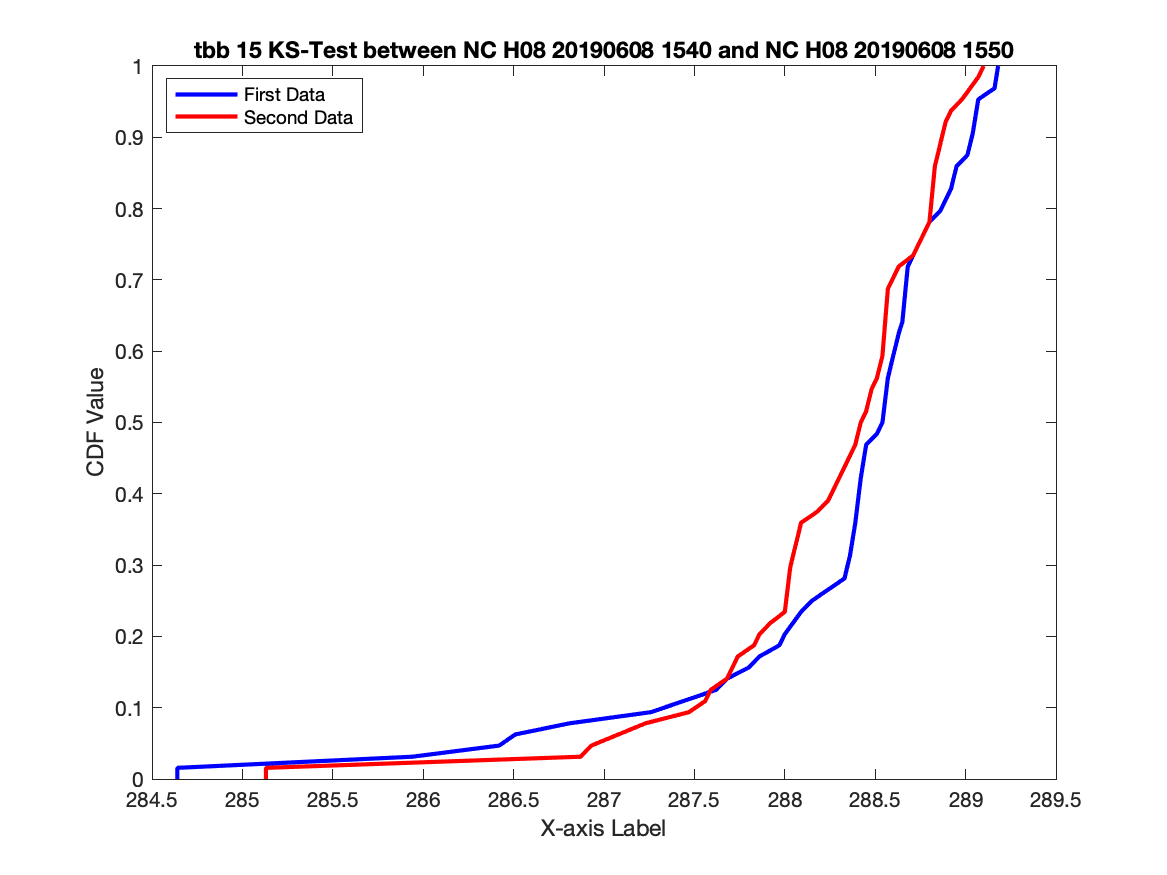 tbb 15 KS-Test between NC H08 20190608 1540 and NC H08 20190608 1550
First Data
Second Data
1
0.9
0.8
0.7
0.6
0.5
0.4
0.3
0.2
0.1
0
CDF Value
284.5 285 285.5 286 286.5 287 287.5 288 288.5 289 289.5
X-axis Label